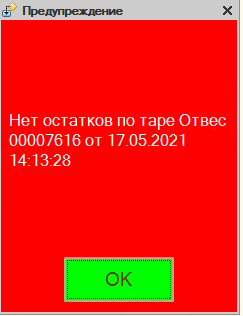 Предупреждение
Нет остатков по таре Отвес
00007616 от 17.05.2021
14:13:28
OK